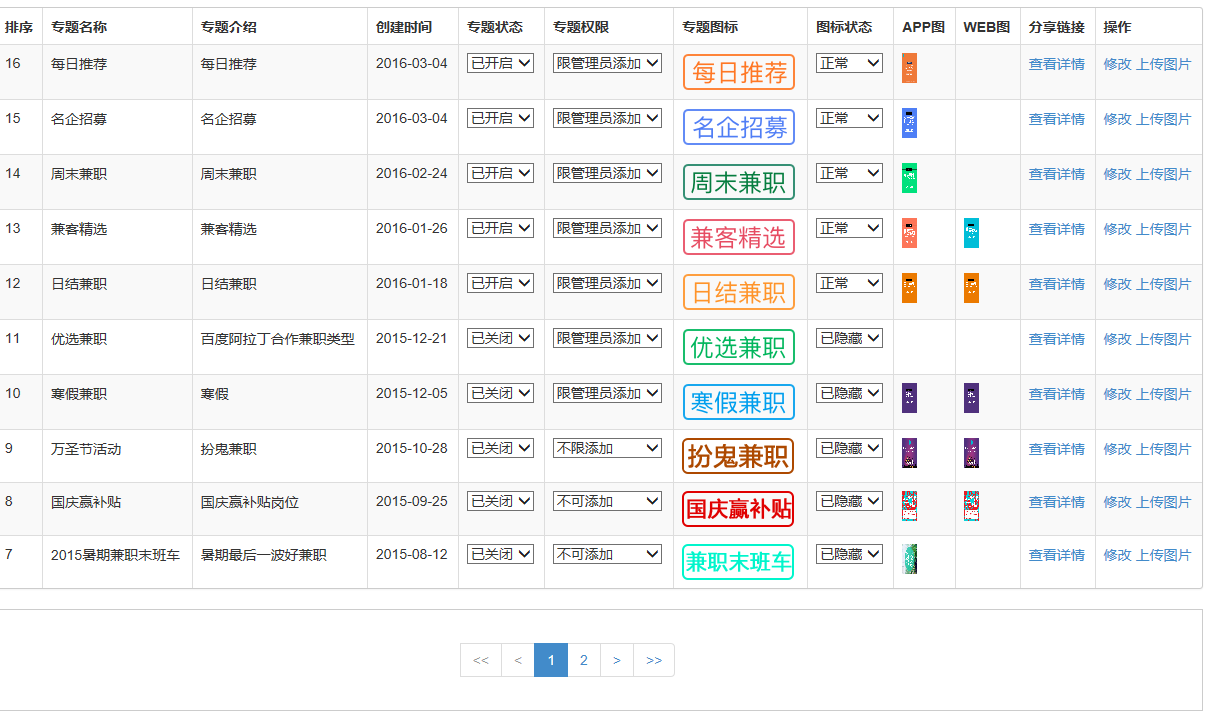 排序 专题名称 专题介绍 创建时间 专题状态 专题权限 专题图标 图标状态 APP图 WEB图 分享链接 操作
16 每日推荐 每日推荐 2016-03-04 已开启 限管理员添加 每日推荐 正常 查看详情 修改 上传图片
15 名企招募 名企招募 2016-03-04 已开启 限管理员添加 名企招募 正常 查看详情 修改 上传图片
14 周末兼职 周末兼职 2016-02-24 已开启 限管理员添加 周末兼职 正常 查看详情 修改 上传图片
13 兼客精选 兼客精选 2016-01-26 已开启 限管理员添加 兼客精选 正常 查看详情 修改 上传图片
12 日结兼职 日结兼职 2016-01-18 已开启 限管理员添加 日结兼职 正常 查看详情 修改 上传图片
11 优选兼职 百度阿拉丁合作兼职类型 2015-12-21 已关闭 限管理员添加 优选兼职 已隐藏 查看详情 修改 上传图片
10 寒假兼职 寒假 2015-12-05 已关闭 限管理员添加 寒假兼职 已隐藏 查看详情 修改 上传图片
9 万圣节活动 扮鬼兼职 2015-10-28 已关闭 不限添加 扮鬼兼职 已隐藏 查看详情 修改 上传图片
8 国庆赢补贴 国庆赢补贴岗位 2015-09-25 已关闭 不可添加 国庆赢补贴 已隐藏 查看详情 修改 上传图片
7 2015暑期兼职末班车 暑期最后一波好兼职 2015-08-12 已关闭 不可添加 兼职末班车 已隐藏 查看详情 修改 上传图片
<< < 1 2 > >>